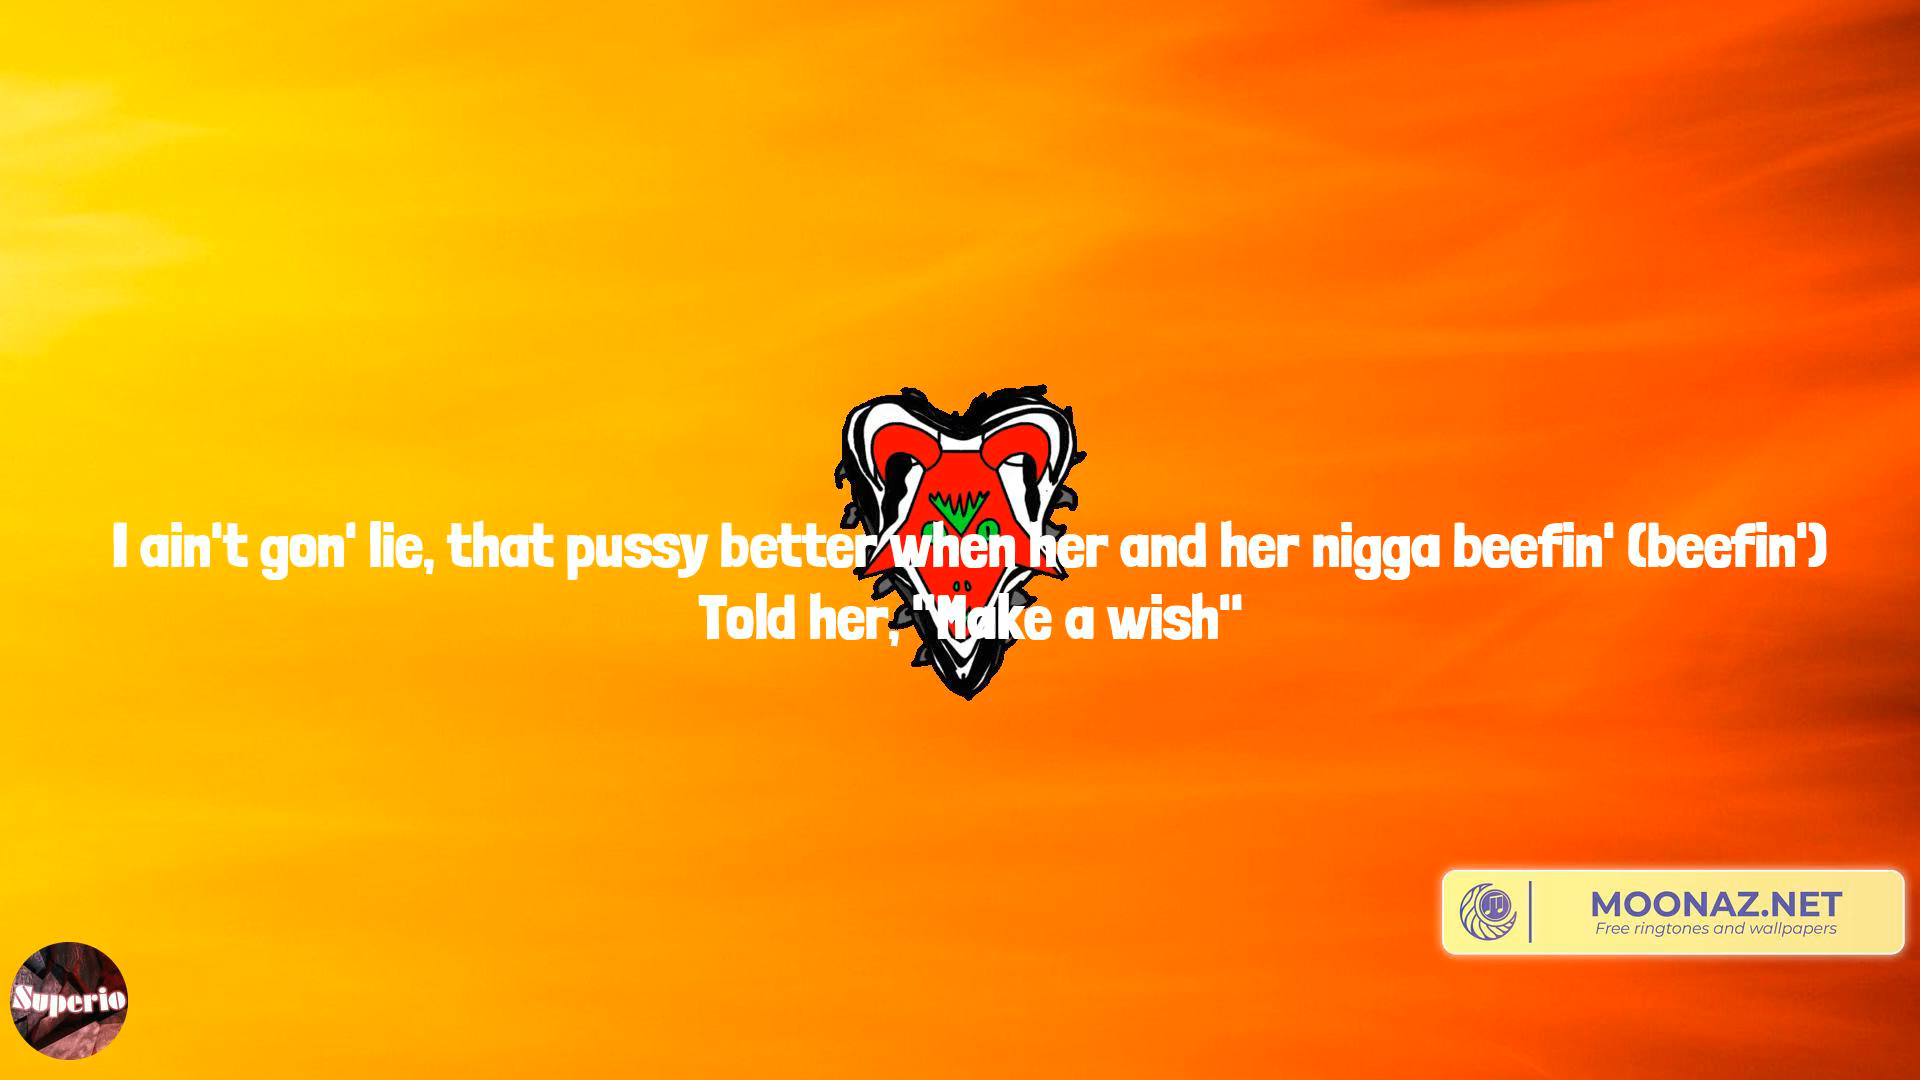 I ain't gon' lie, that pussy better when her and her nigga beefin' (beefin')
Told her, "Make a wish"
MOONAZ.NET
Free ringtones and wallpapers
Superio